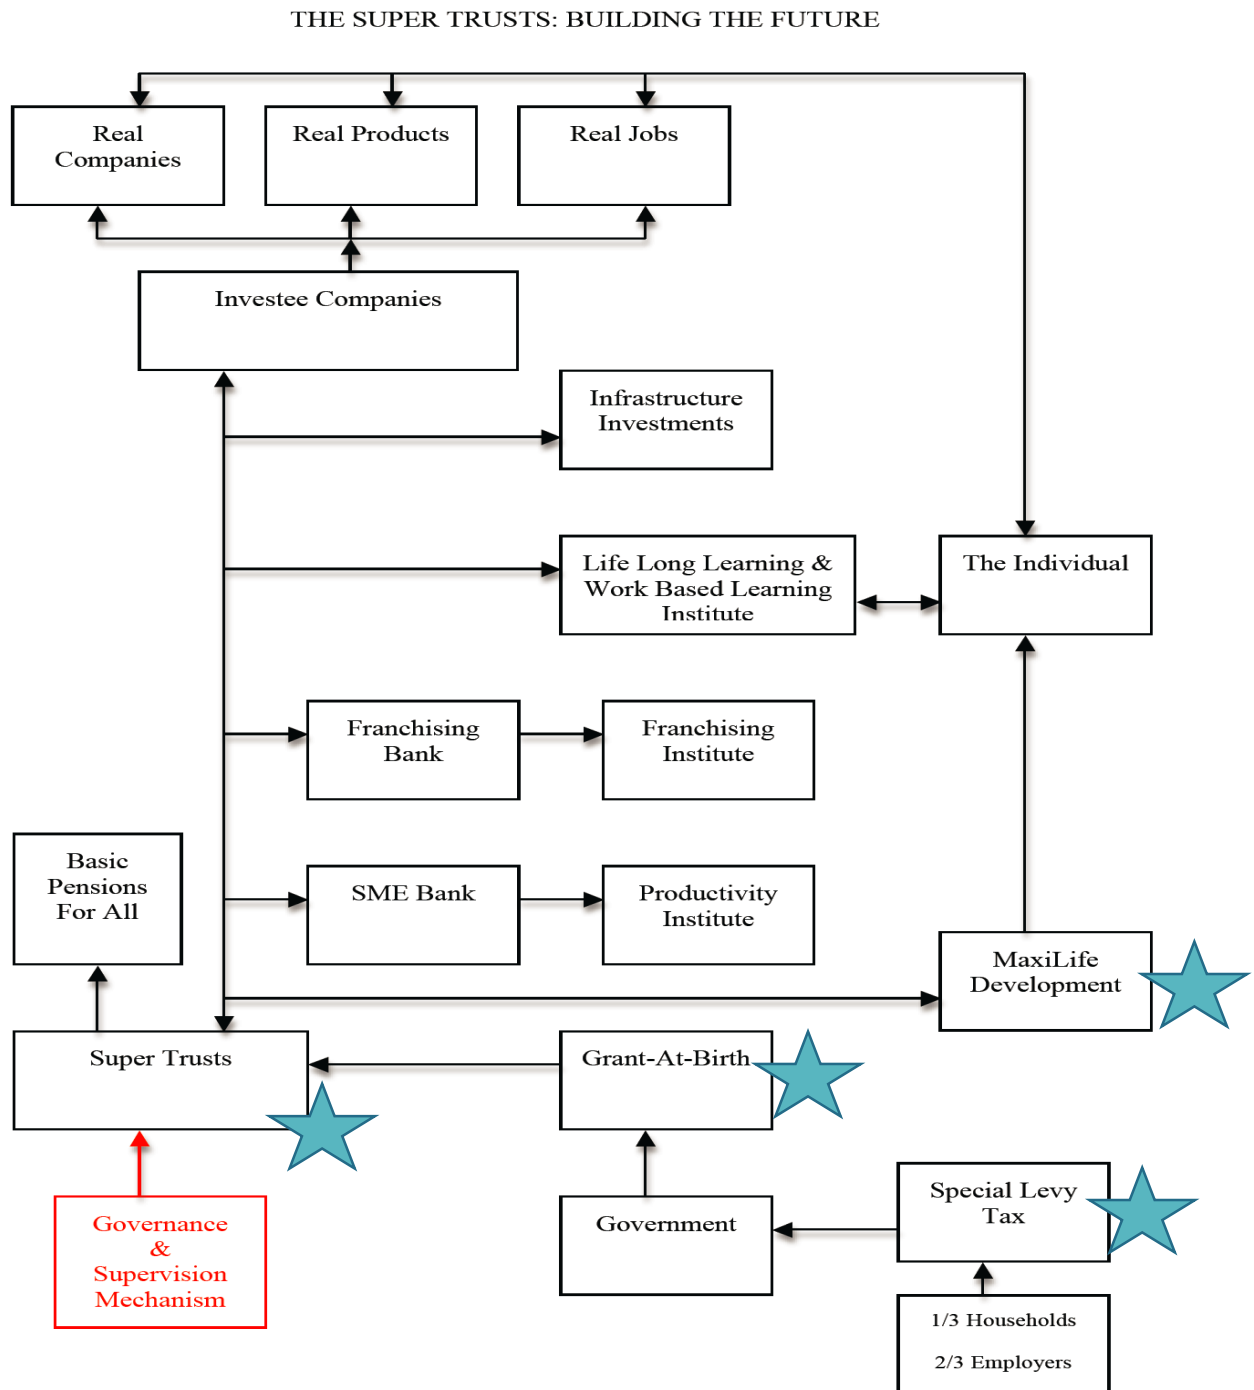 THE SUPER TRUSTS: BUILDING THE FUTURE
Real
Companies
Real Products
Real Jobs
Investee Companies
Infrastructure
Investments
Life Long Learning &
Work Based Learning
Institute
The Individual
Franchising
Bank
Franchising
Institute
Basic
Pensions
For All
SME Bank
Productivity
Institute
MaxiLife
Development
Super Trusts
Grant-At-Birth
Governance
&
Supervision
Mechanism
Government
Special Levy
Tax
1/3 Households
2/3 Employers